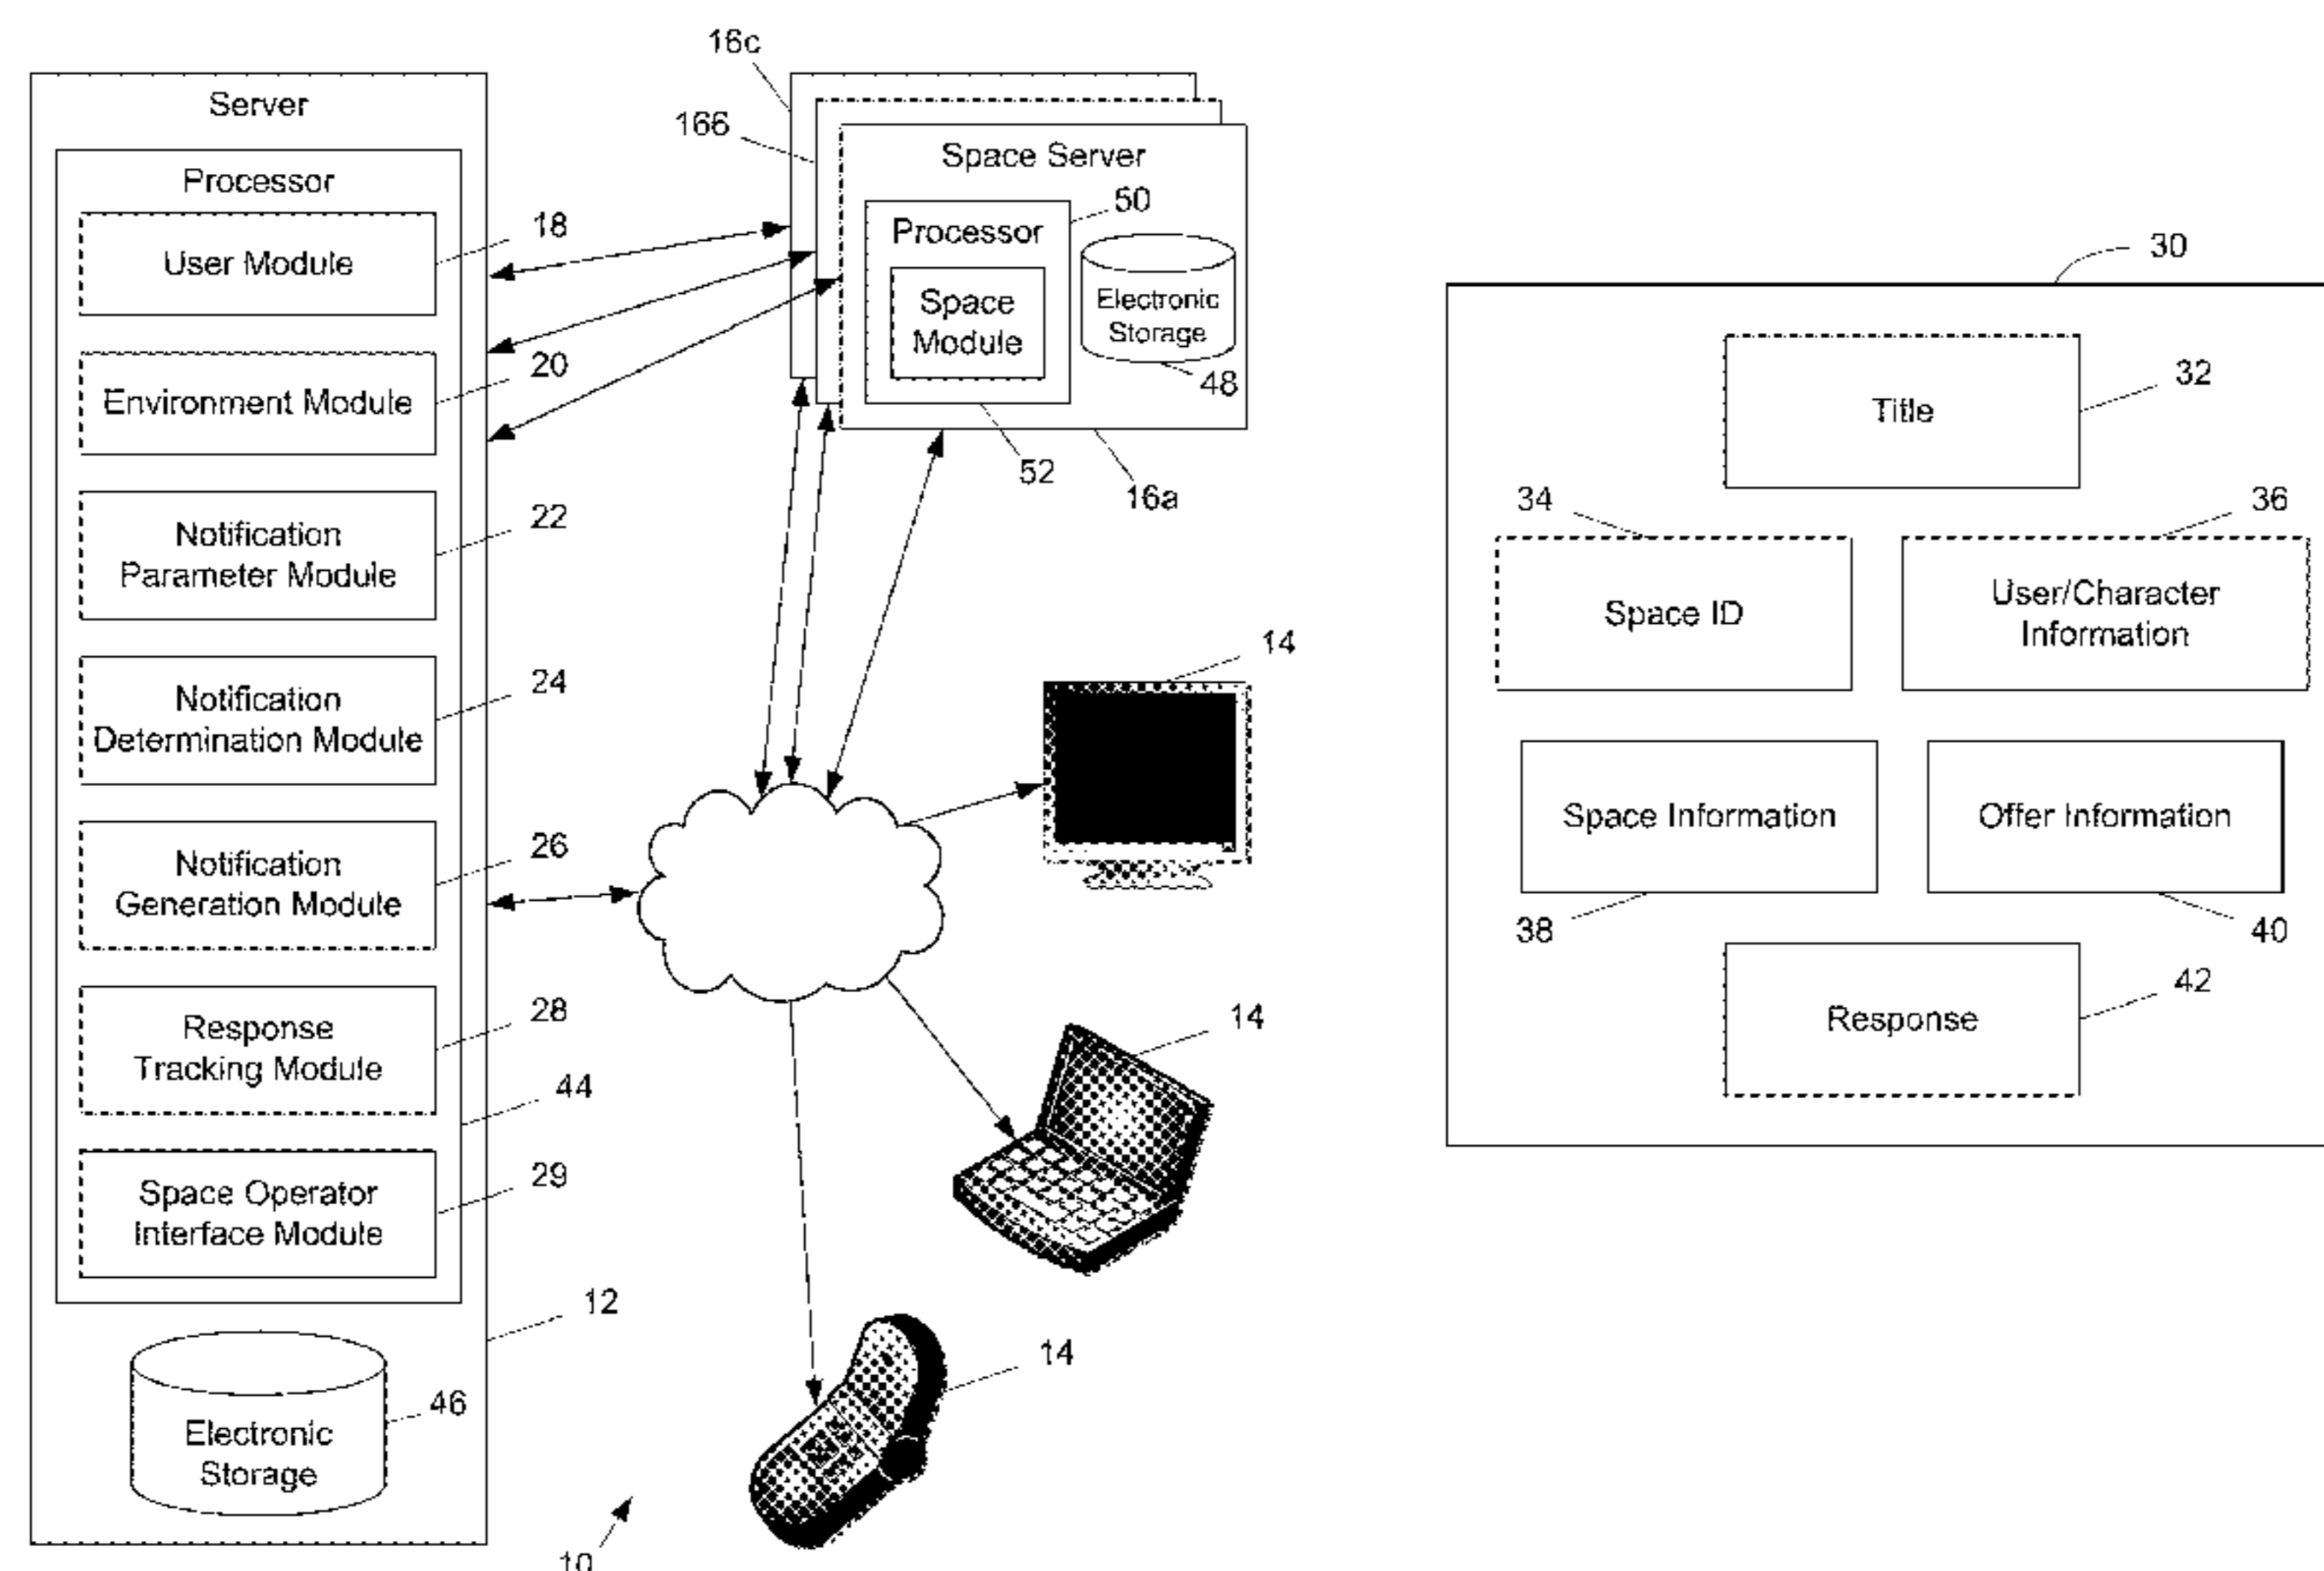 Server
Processor
User Module
18
Environment Module
20
Notification
Parameter Module
22
Notification
Determination Module
24
Notification
Generation Module
26
Response
Tracking Module
28
44
Space Operator
Interface Module
29
12
Electronic
Storage
46
10
16c
166
Space Server
50
Processor
Space
Module
Electronic
Storage
48
52
16a
14
14
14
30
Title
32
34
36
Space ID
User/Character
Information
Space Information
Offer Information
38
40
Response
42